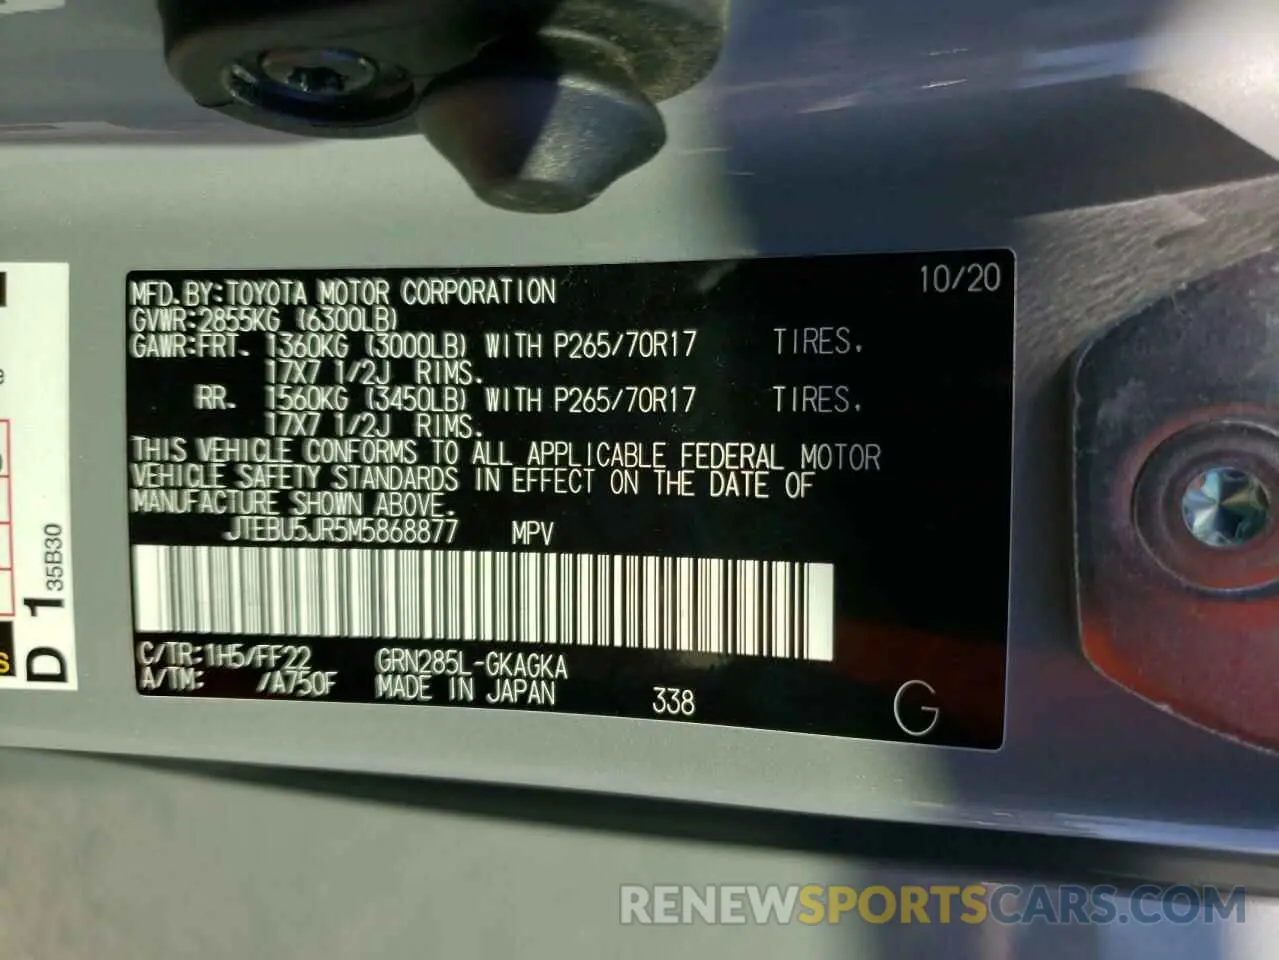 10/20
MFD.BY:TOYOTA MOTOR CORPORATION
GVWR:2855KG (6300LB)
GAWR:FRT. 1360KG (3000LB) WITH P265/70R17 TIRES.
17X7 1/2J RIMS.
RR. 1560KG (3450LB) WITH P265/70R17 TIRES.
17X7 1/2J RIMS.
THIS VEHICLE CONFORMS TO ALL APPLICABLE FEDERAL MOTOR
VEHICLE SAFETY STANDARDS IN EFFECT ON THE DATE OF
MANUFACTURE SHOWN ABOVE.
JTEBU5JR5M5868877 MPV
C/TR:1H5/FF22 GRN285L-GKAGKA
A/TM: /A750F MADE IN JAPAN 338
G
D 1 35B30
RENEWSPORTSCARS.COM